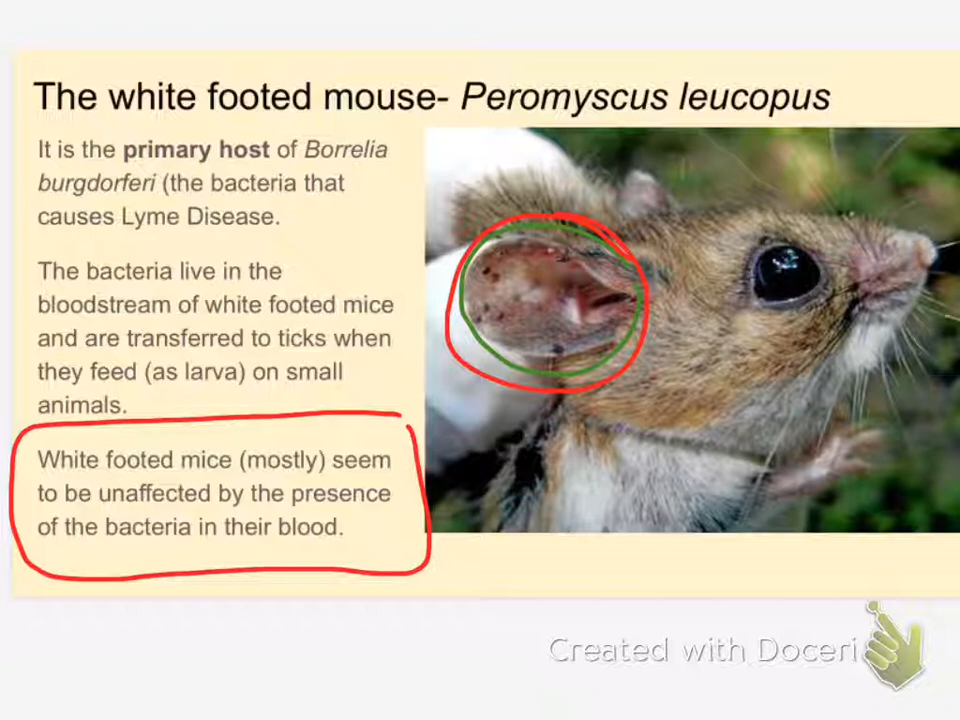 The white footed mouse- Peromyscus leucopus
It is the primary host of Borrelia
burgdorferi (the bacteria that
causes Lyme Disease.
The bacteria live in the
bloodstream of white footed mice
and are transferred to ticks when
they feed (as larva) on small
animals.
White footed mice (mostly) seem
to be unaffected by the presence
of the bacteria in their blood.
Created with Doceri